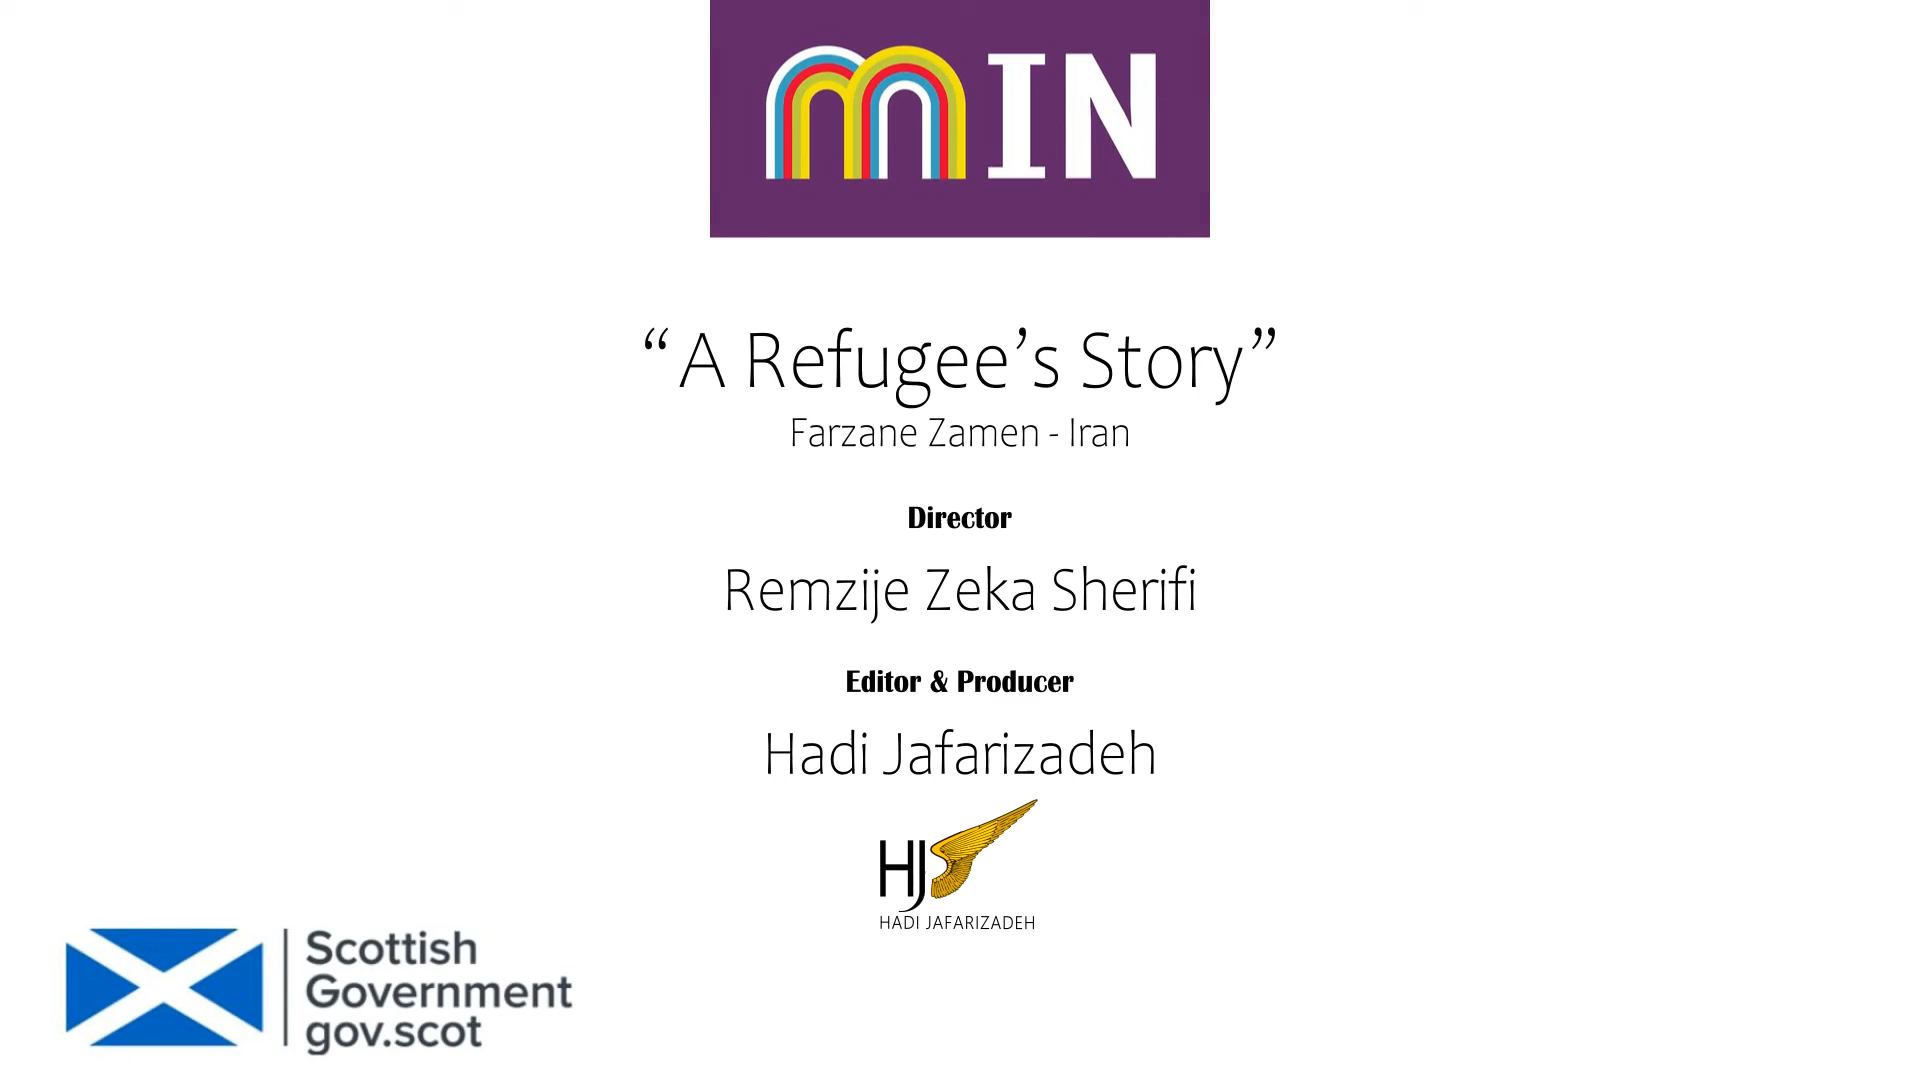 MIN
“A Refugee’s Story”
Farzane Zamen - Iran
Director
Remzije Zeka Sherifi
Editor & Producer
Hadi Jafarizadeh
HJ
HADI JAFARIZADEH
Scottish
Government
gov.scot